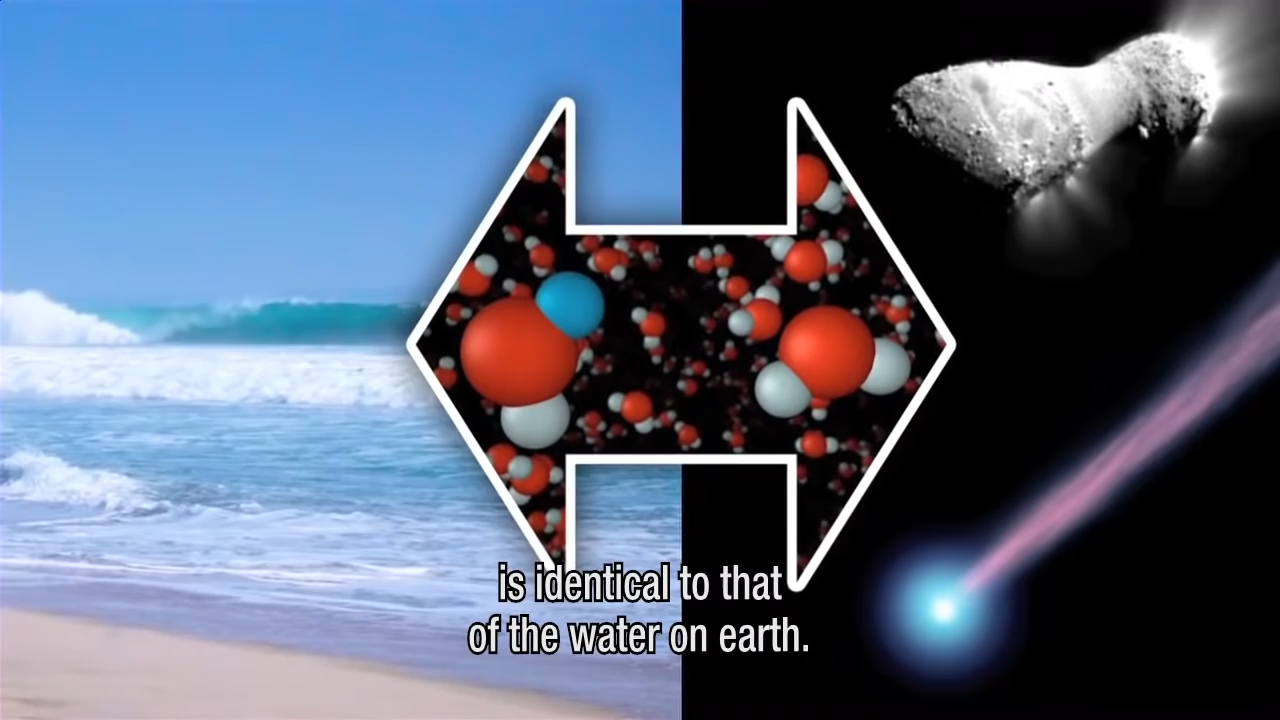 is identical to that
of the water on earth.